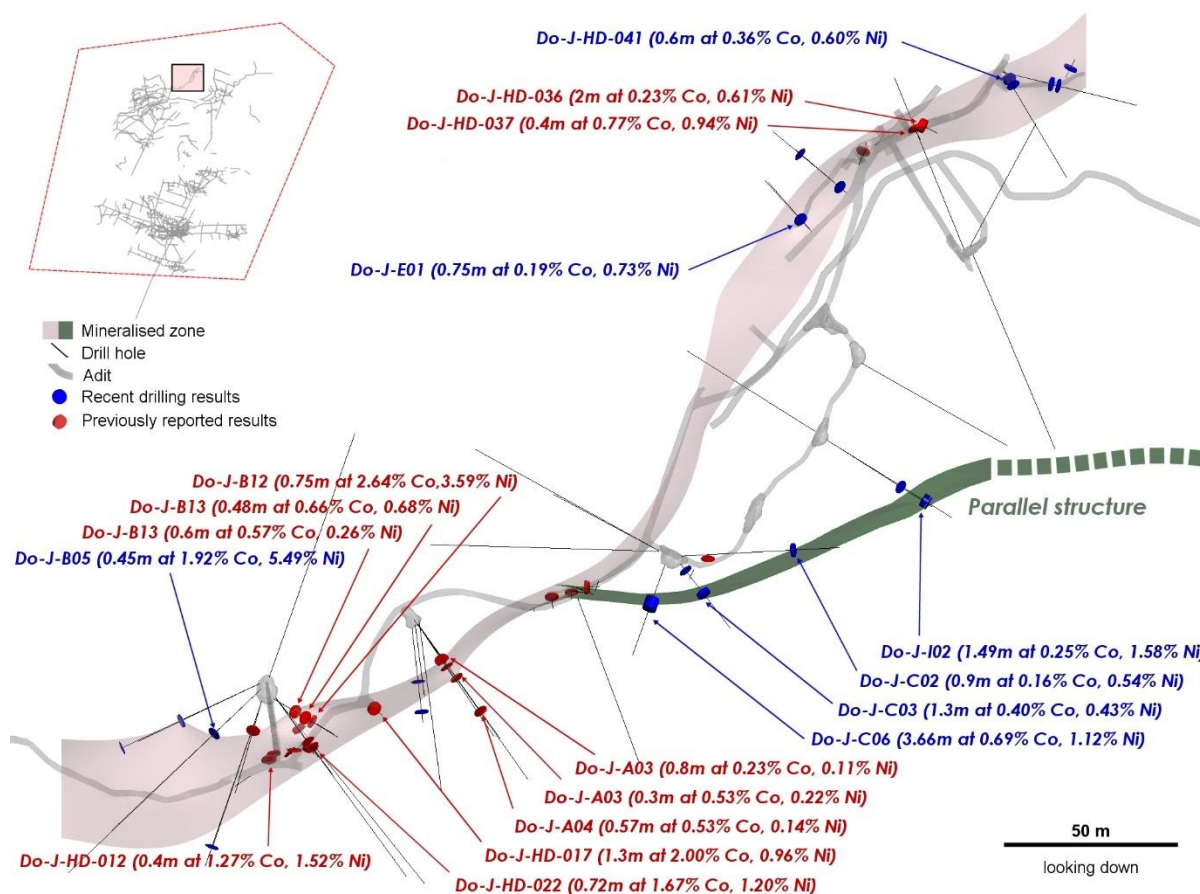 Do-J-HD-041 (0.6m at 0.36% Co, 0.60% Ni)
Do-J-HD-036 (2m at 0.23% Co, 0.61% Ni)
Do-J-HD-037 (0.4m at 0.77% Co, 0.94% Ni)
Do-J-E01 (0.75m at 0.19% Co, 0.73% Ni)
Mineralised zone
Drill hole
Adit
Recent drilling results
Previously reported results
Do-J-B12 (0.75m at 2.64% Co,3.59% Ni)
Do-J-B13 (0.48m at 0.66% Co, 0.68% Ni)
Do-J-B13 (0.6m at 0.57% Co, 0.26% Ni)
Do-J-B05 (0.45m at 1.92% Co, 5.49% Ni)
Parallel structure
Do-J-I02 (1.49m at 0.25% Co, 1.58% Ni)
Do-J-C02 (0.9m at 0.16% Co, 0.54% Ni)
Do-J-C03 (1.3m at 0.40% Co, 0.43% Ni)
Do-J-C06 (3.66m at 0.69% Co, 1.12% Ni)
Do-J-A03 (0.8m at 0.23% Co, 0.11% Ni)
Do-J-A03 (0.3m at 0.53% Co, 0.22% Ni)
Do-J-A04 (0.57m at 0.53% Co, 0.14% Ni)
Do-J-HD-017 (1.3m at 2.00% Co, 0.96% Ni)
Do-J-HD-012 (0.4m at 1.27% Co, 1.52% Ni)
Do-J-HD-022 (0.72m at 1.67% Co, 1.20% Ni)
50 m
looking down